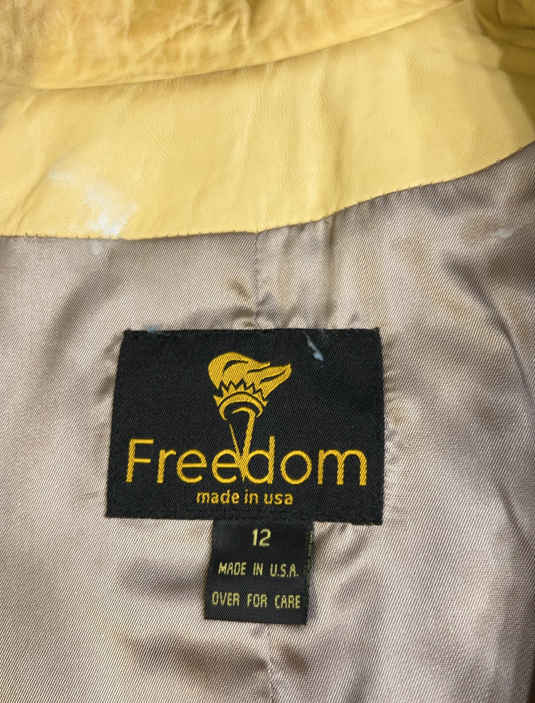 Freedom
made in usa
12
MADE IN U.S.A.
OVER FOR CARE